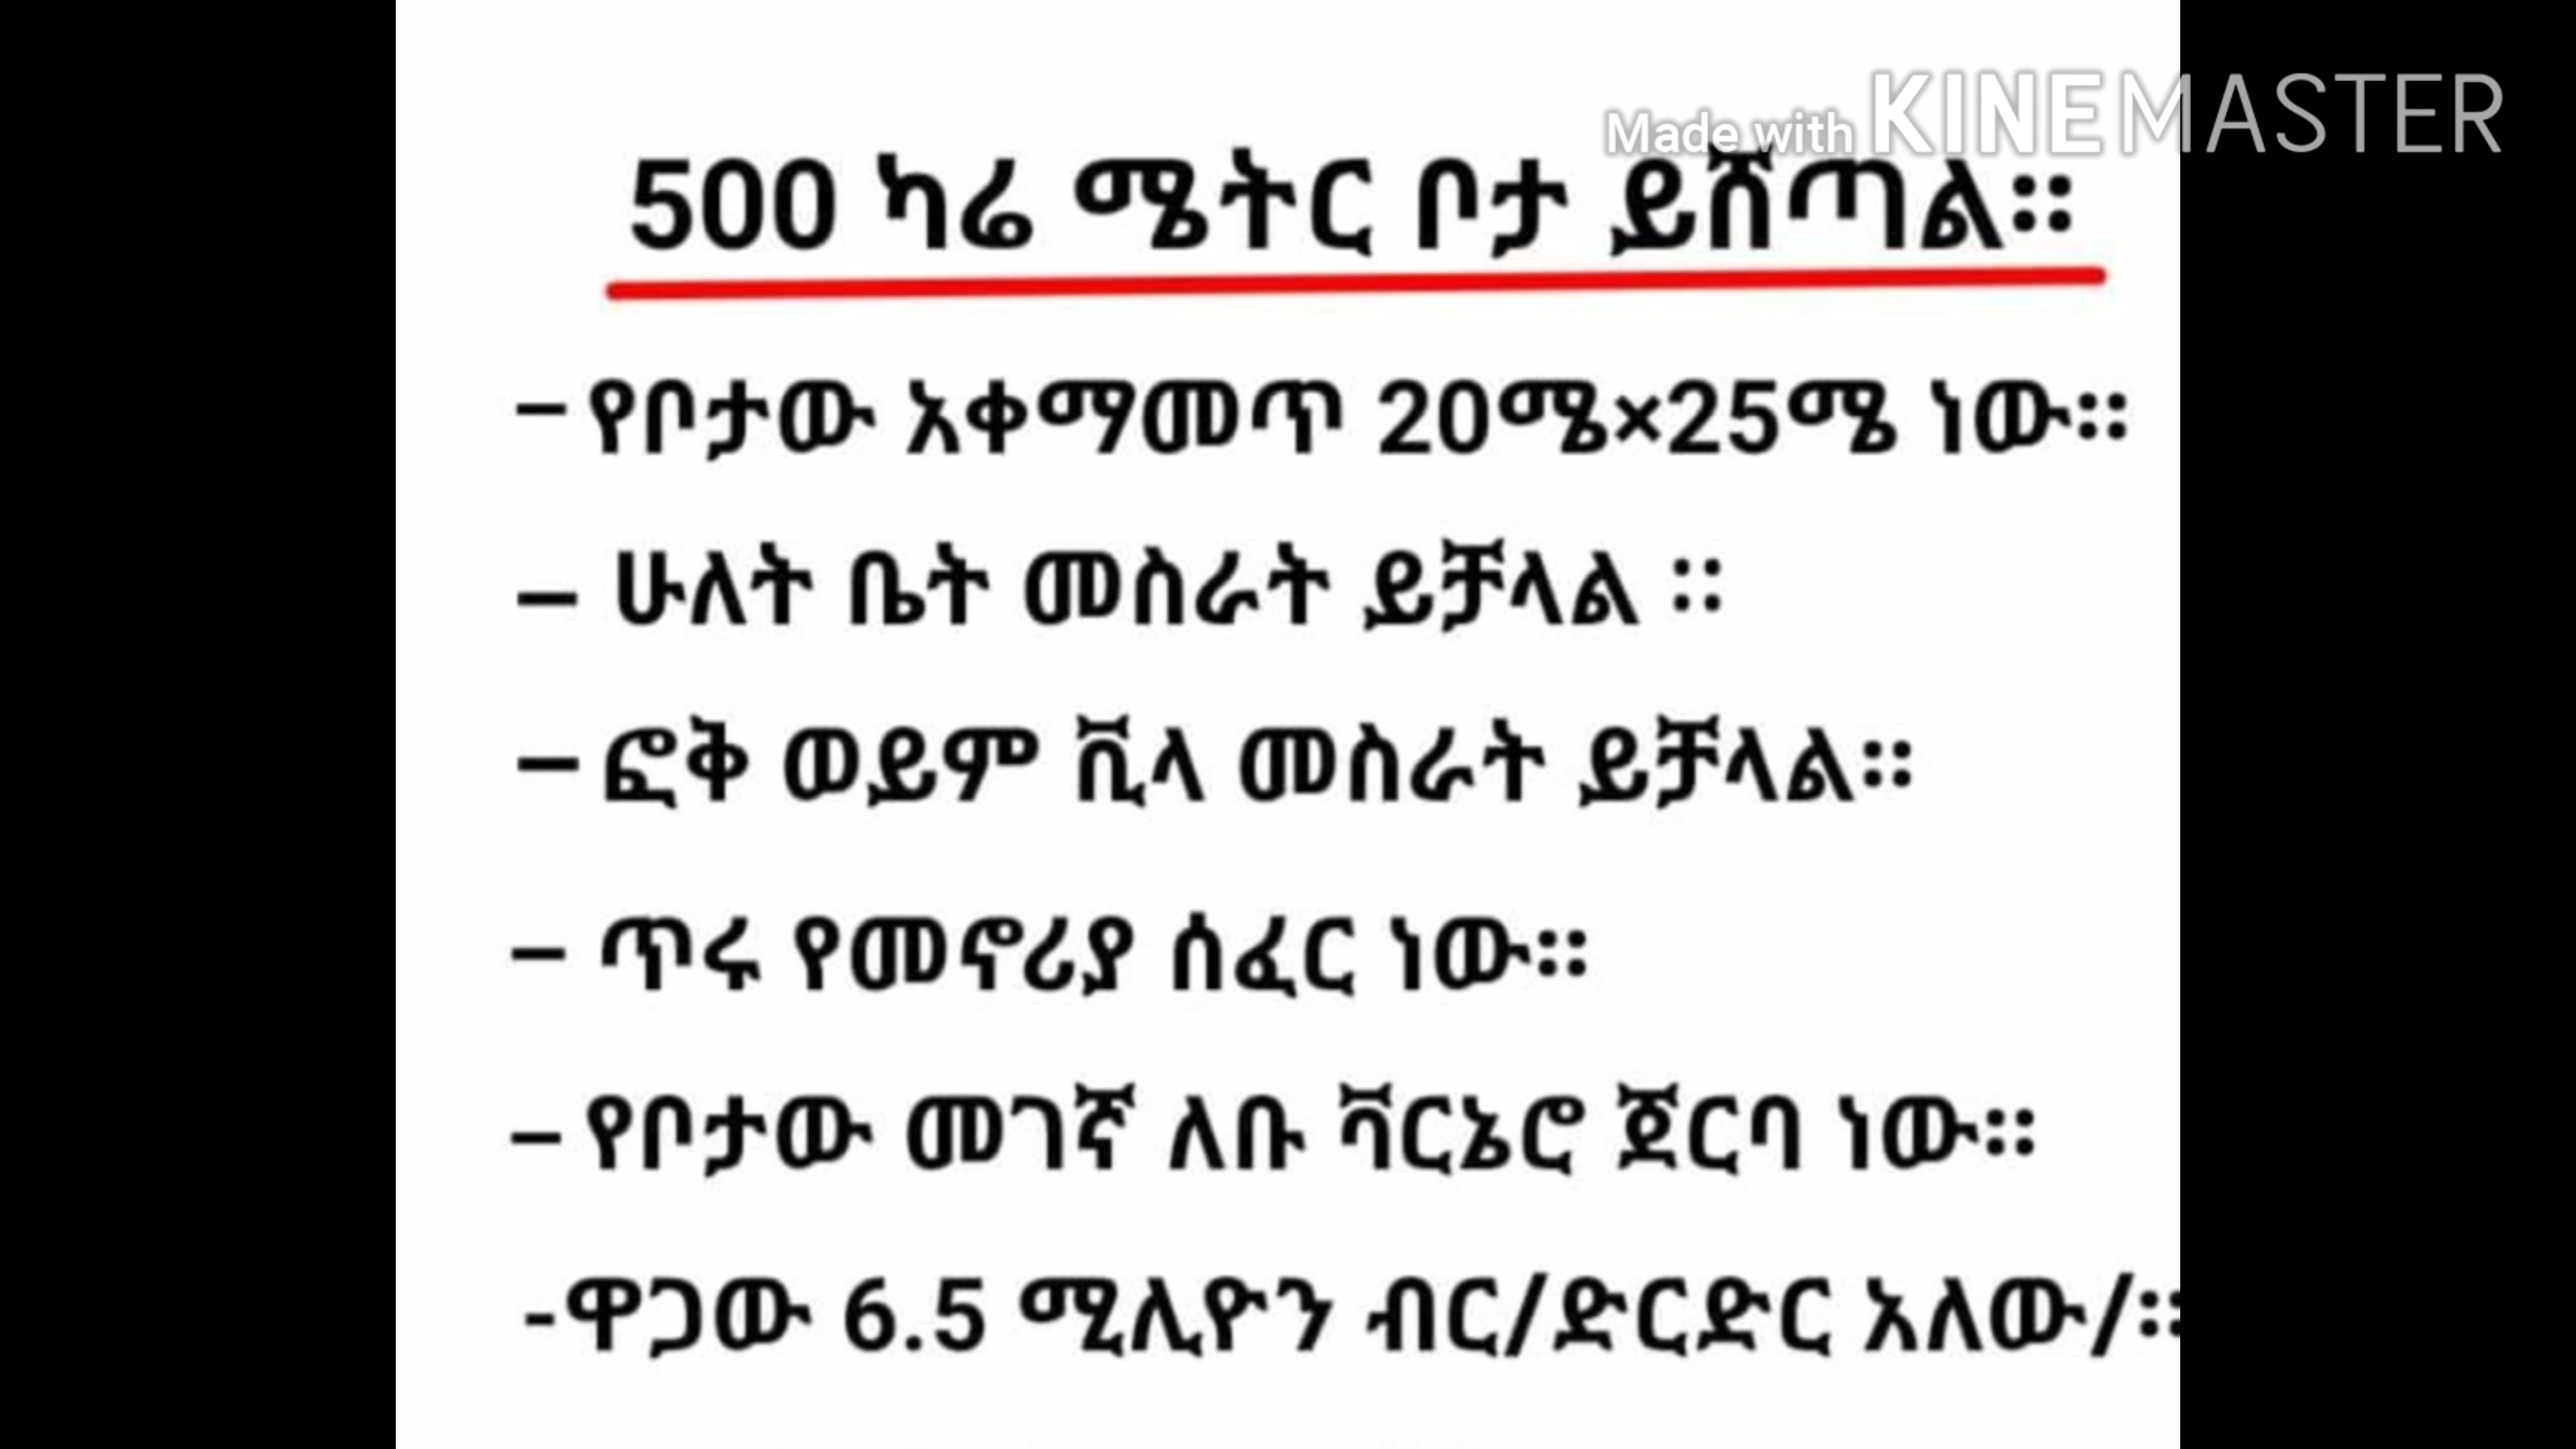 Made with KINEMASTER
500 ካሬ ሜትር ቦታ ይሸጣል።
– የቦታው አቀማመጥ 20ሜ×25ሜ ነው።
– ሁለት ቤት መስራት ይቻላል ።
– ፎቅ ወይም ቪላ መስራት ይቻላል።
– ጥሩ የመኖሪያ ሰፈር ነው።
– የቦታው መገኛ ለቡ ቫርኔሮ ጀርባ ነው።
-ዋጋው 6.5 ሚሊዮን ብር/ድርድር አለው/።